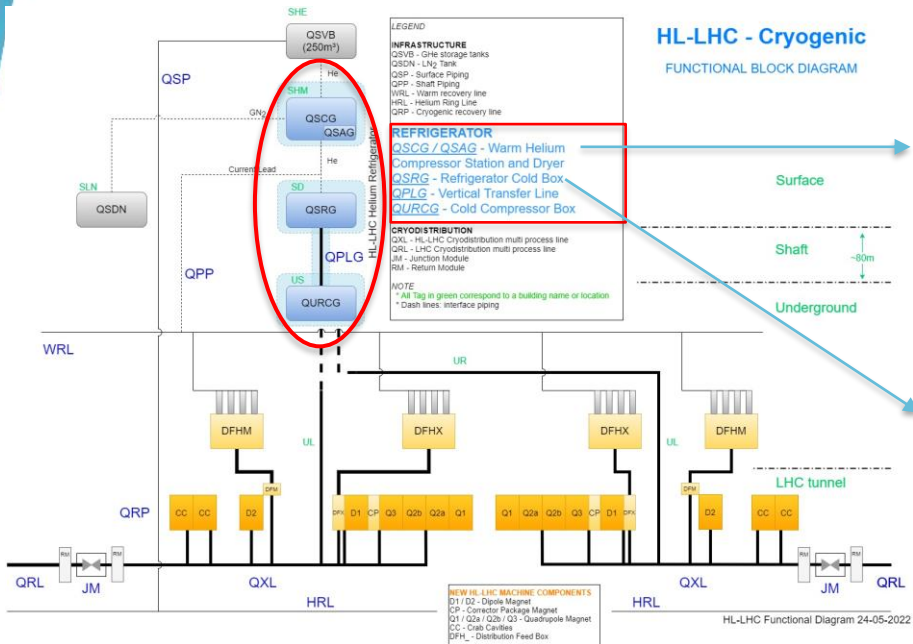 SHE
QSVB
(250m³)
HL-LHC - Cryogenic
FUNCTIONAL BLOCK DIAGRAM
QSP
He
SHM
GN₂
QSCG
QSAG
He
Current Lead
SLN
QSDN
SD
QSRG
HL-LHC Helium Refrigerator
QPLG
QPP
US
QURCG
LEGEND
INFRASTRUCTURE
QSVB - GHe storage tanks
QSDN - LN₂ Tank
QSP - Surface Piping
QPP - Shaft Piping
WRL - Warm recovery line
HRL - Helium Ring Line
QRP - Cryogenic recovery line
REFRIGERATOR
QSCG / QSAG - Warm Helium
Compressor Station and Dryer
QSRG - Refrigerator Cold Box
QPLG - Vertical Transfer Line
QURCG - Cold Compressor Box
CRYODISTRIBUTION
QXL - HL-LHC Cryodistribution multi process line
QRL - LHC Cryodistribution multi process line
JM - Junction Module
RM - Return Module
NOTE
* All Tag in green correspond to a building name or location
* Dash lines: interface piping
Surface
Shaft
~80m
Underground
WRL
UR
DFHM
DFHX
DFHX
DFHM
UL
UL
LHC tunnel
QRP
DFM
DFM
CC CC D2 DFX D1 CP Q3 Q2b Q2a Q1
Q1 Q2a Q2b Q3 CP D1 DFX D2 CC CC
RM RM
RM RM
QRL JM QXL
QXL JM QRL
HRL
HRL
NEW HL-LHC MACHINE COMPONENTS
D1 / D2 - Dipole Magnet
CP - Corrector Package Magnet
Q1 / Q2a / Q2b / Q3 - Quadrupole Magnet
CC - Crab Cavities
DFH_ - Distribution Feed Box
HL-LHC Functional Diagram 24-05-2022